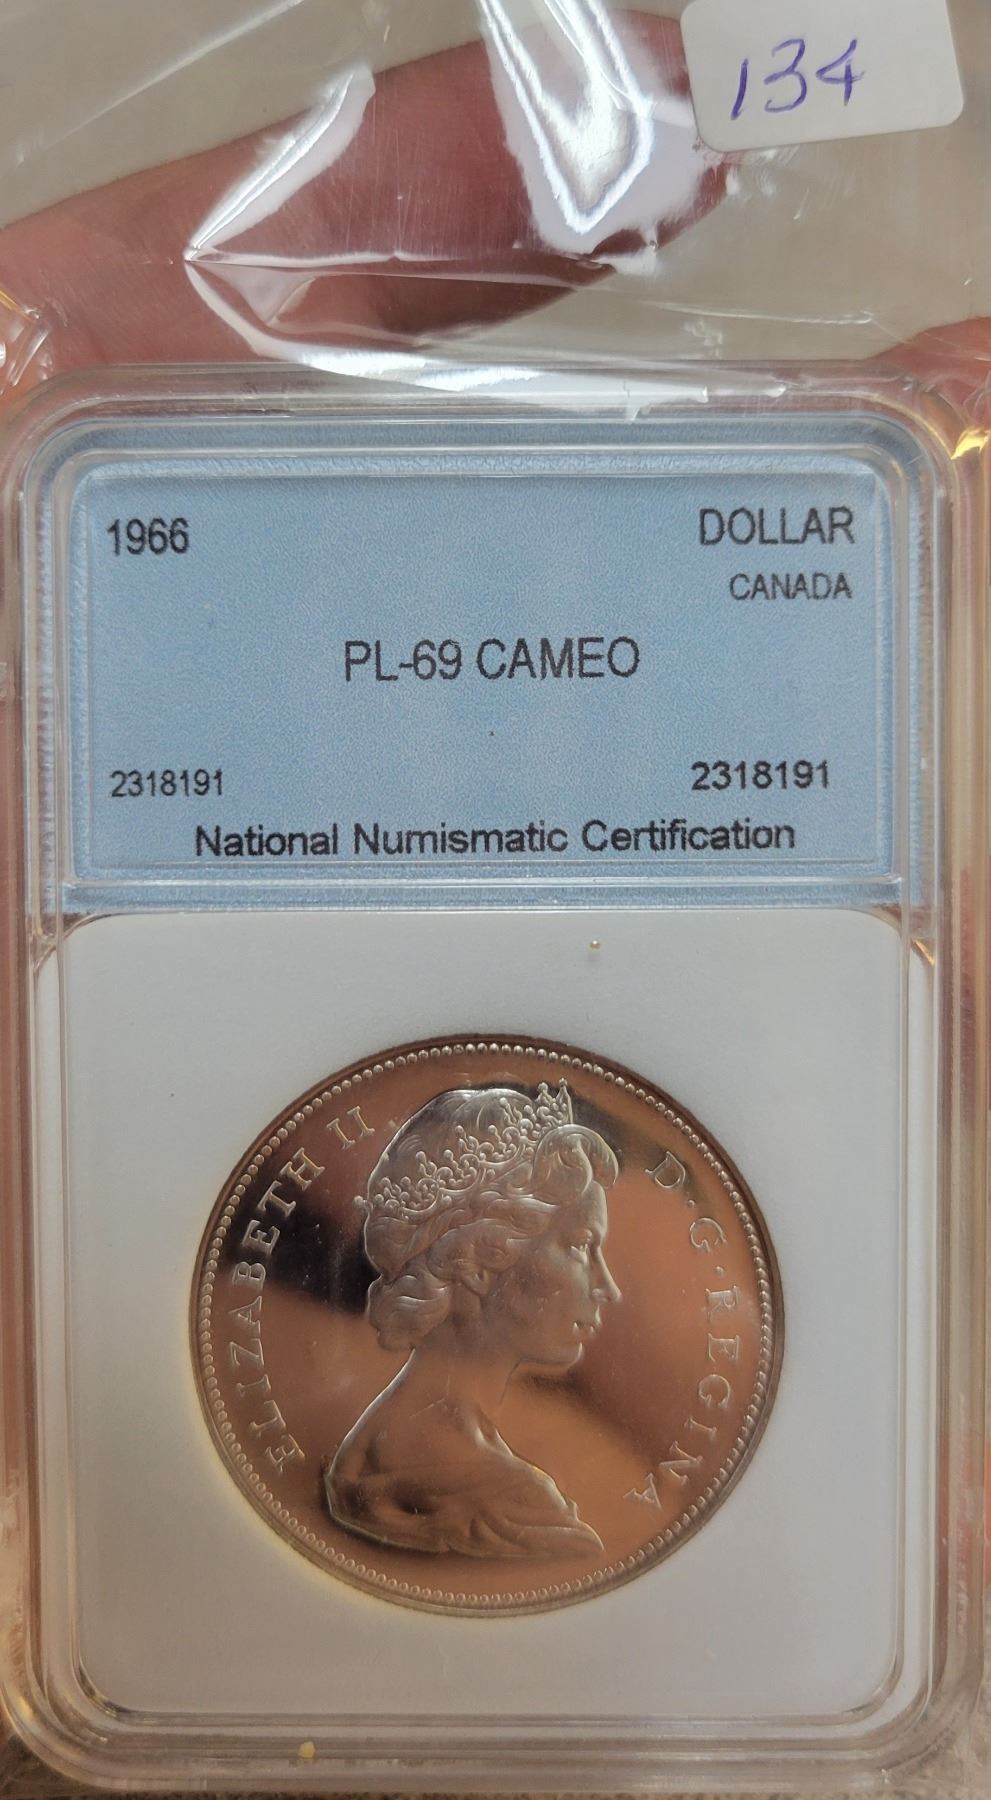 134
1966 DOLLAR
CANADA
PL-69 CAMEO
2318191 2318191
National Numismatic Certification
ELIZABETH II D·G·REGINA